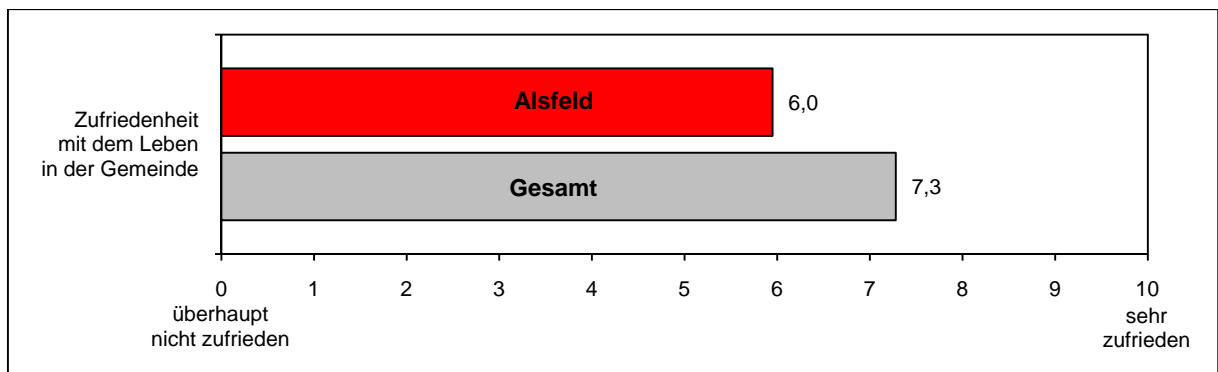 Zufriedenheit
mit dem Leben
in der Gemeinde
Alsfeld
6,0
Gesamt
7,3
0 1 2 3 4 5 6 7 8 9 10
überhaupt
nicht zufrieden
sehr
zufrieden